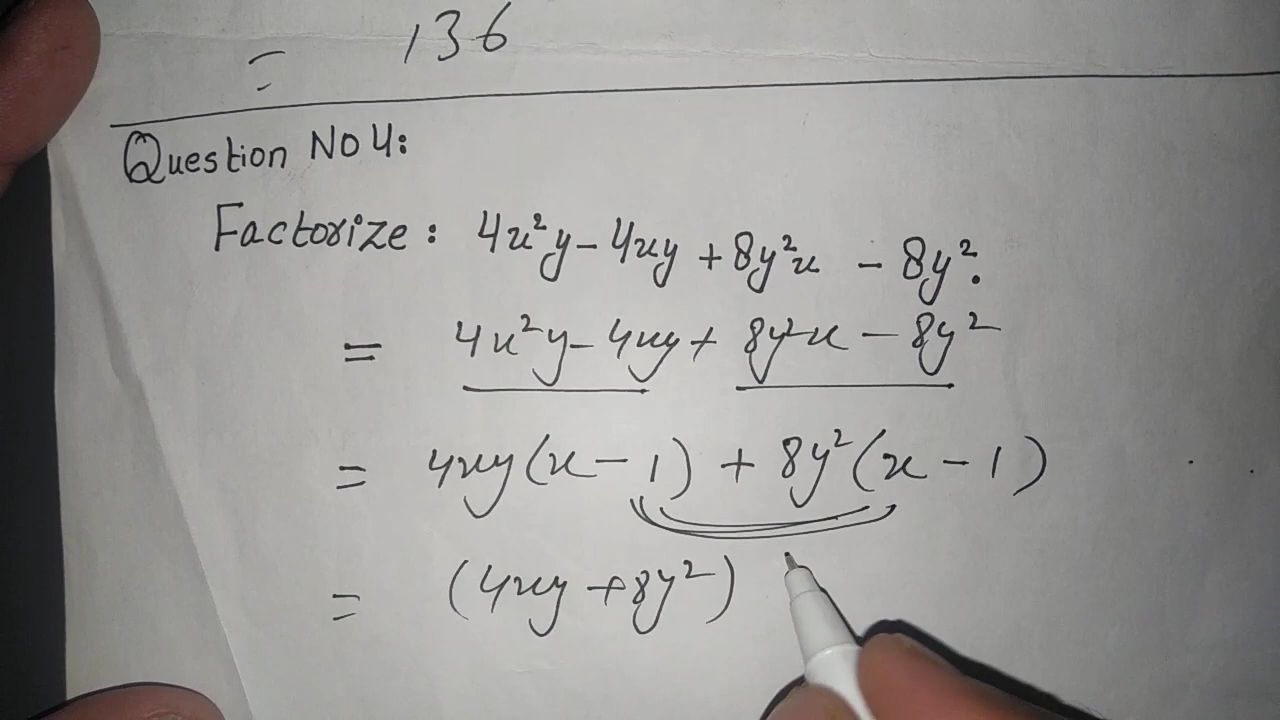 = 136
Question No 4:
Factorize: 4x²y - 4xy + 8y²x - 8y².
= 4x²y - 4xy + 8y²x - 8y²
= 4xy(x - 1) + 8y²(x - 1)
= (4xy + 8y²)